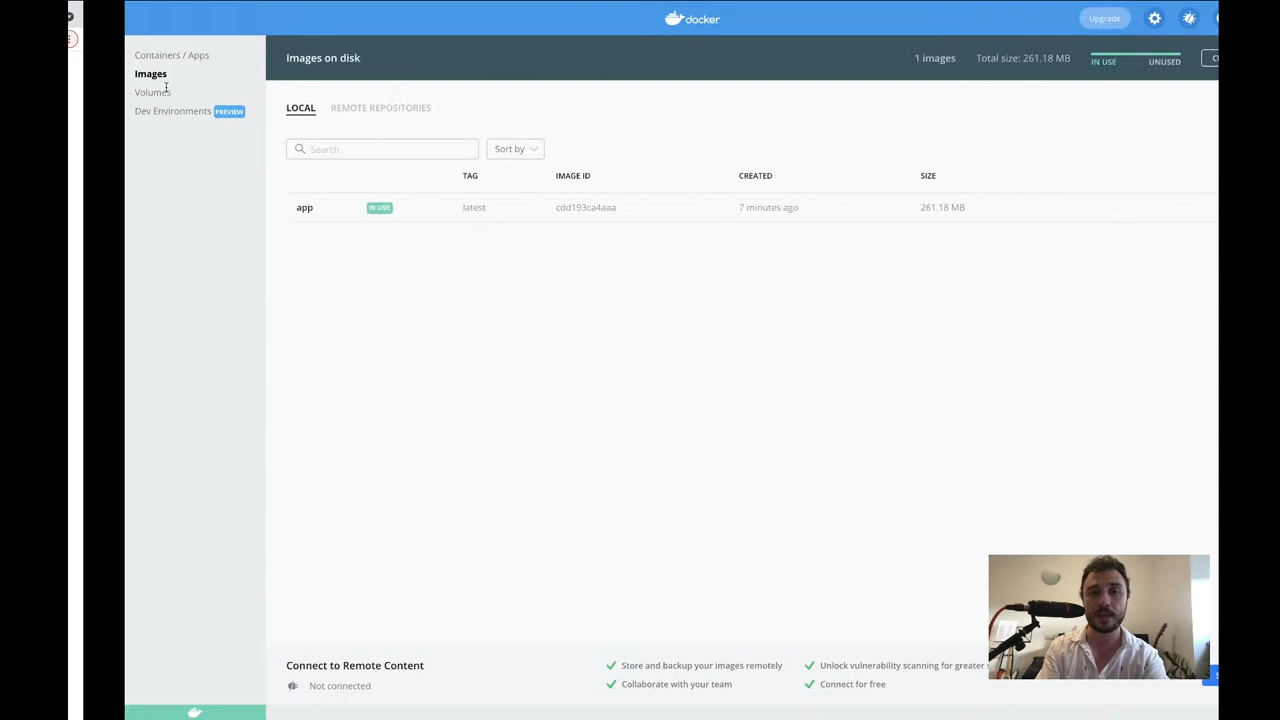 docker
Upgrade
Containers / Apps
Images
Volumes
Dev Environments PREVIEW
Images on disk
1 images
Total size: 261.18 MB
IN USE
UNUSED
LOCAL
REMOTE REPOSITORIES
Search
Sort by
TAG
IMAGE ID
CREATED
SIZE
app
IN USE
latest
cdd193ca4aaa
7 minutes ago
261.18 MB
Connect to Remote Content
Not connected
Store and backup your images remotely
Collaborate with your team
Unlock vulnerability scanning for greater
Connect for free